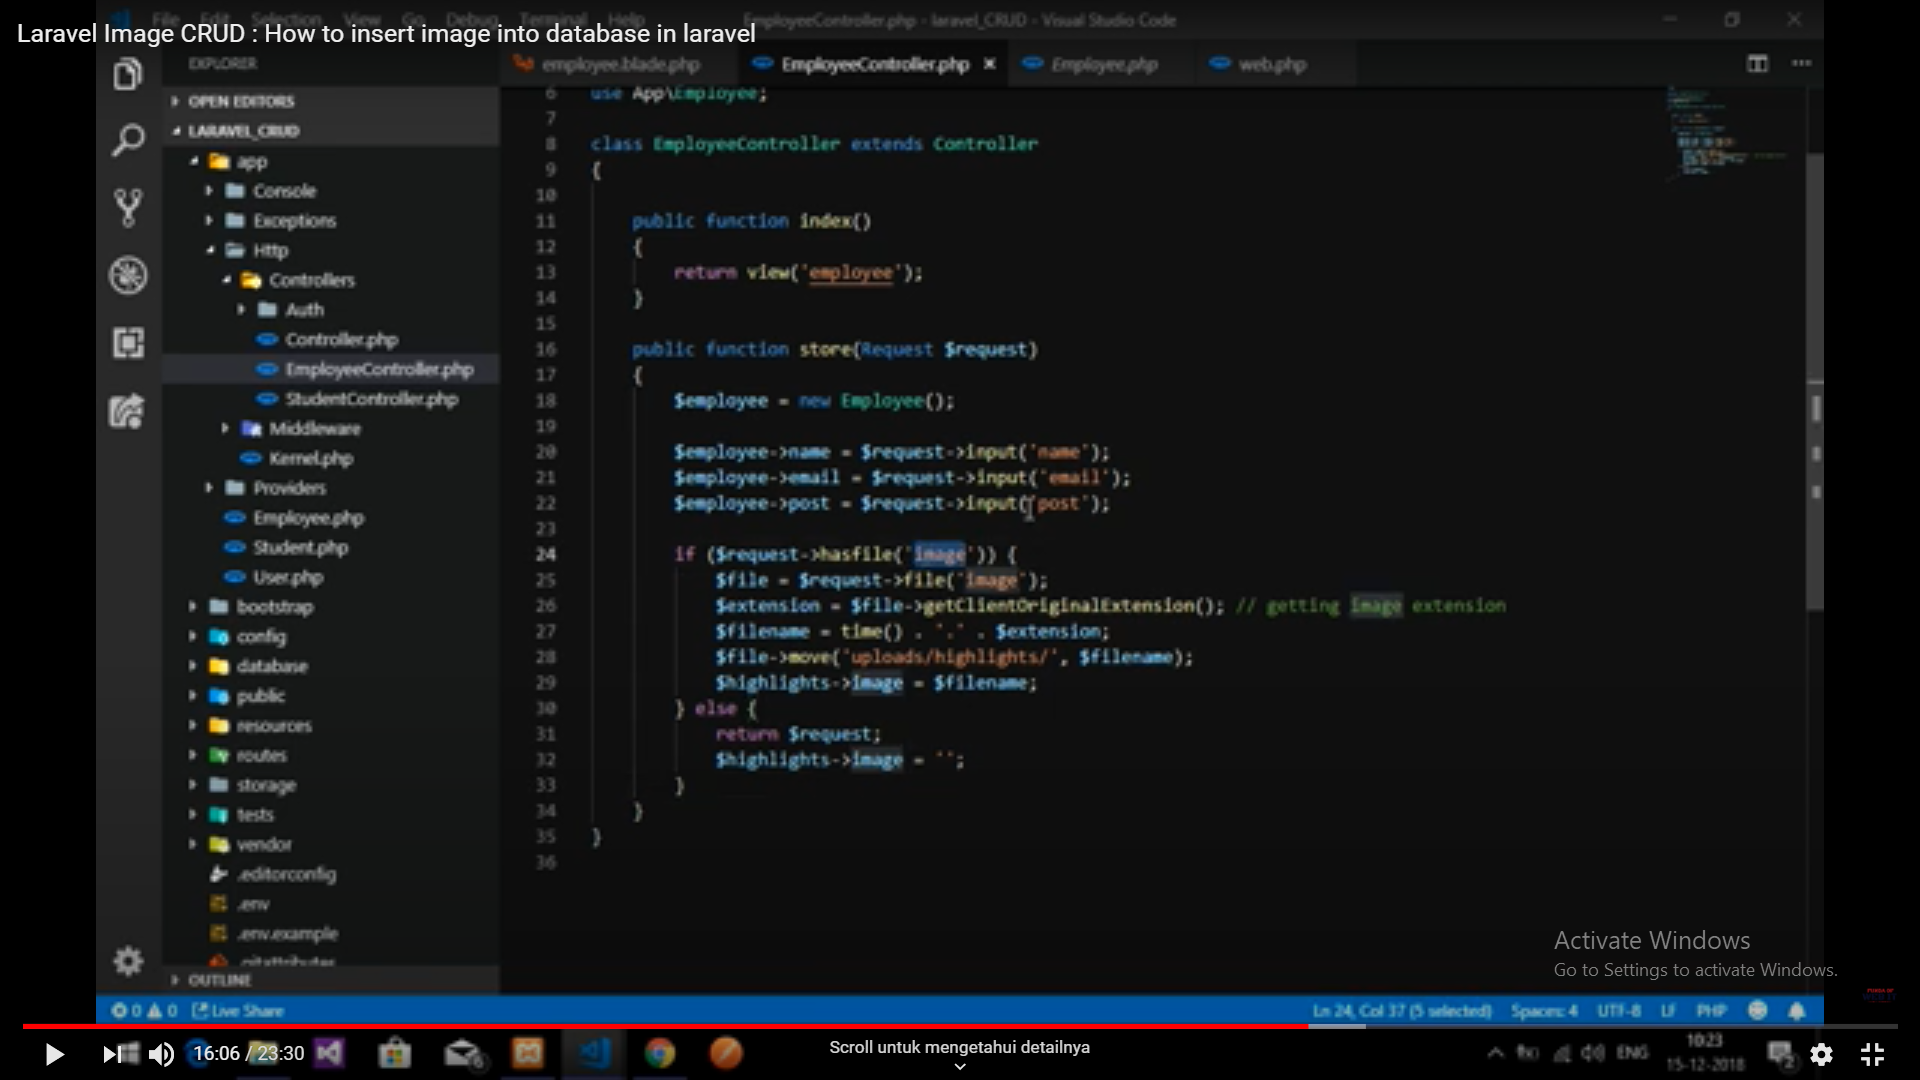 File Edit Selection View Go Debug Terminal Help
EmployeeController.php - laravel_CRUD - Visual Studio Code
Laravel Image CRUD : How to insert image into database in laravel
EXPLORER
employee.blade.php
EmployeeController.php
Employee.php
web.php
OPEN EDITORS
LARAVEL_CRUD
app
Console
Exceptions
Http
Controllers
Auth
Controller.php
EmployeeController.php
StudentController.php
Middleware
Kernel.php
Providers
Employee.php
Student.php
User.php
bootstrap
config
database
public
resources
routes
storage
tests
vendor
.editorconfig
.env
.env.example
.gitattributes
OUTLINE
6 use App\Employee;
7
8 class EmployeeController extends Controller
9 {
10
11 public function index()
12 {
13 return view('employee');
14 }
15
16 public function store(Request $request)
17 {
18 $employee = new Employee();
19
20 $employee->name = $request->input('name');
21 $employee->email = $request->input('email');
22 $employee->post = $request->input('post');
23
24 if ($request->hasfile('image')) {
25 $file = $request->file('image');
26 $extension = $file->getClientOriginalExtension(); // getting image extension
27 $filename = time() . '.' . $extension;
28 $file->move('uploads/highlights/', $filename);
29 $highlights->image = $filename;
30 } else {
31 return $request;
32 $highlights->image = '';
33 }
34 }
35 }
36
Activate Windows
Go to Settings to activate Windows.
0 0 Live Share
Ln 24, Col 37 (5 selected) Spaces: 4 UTF-8 LF PHP
16:06 / 23:30
Scroll untuk mengetahui detailnya
ENG
10:23
15-12-2018